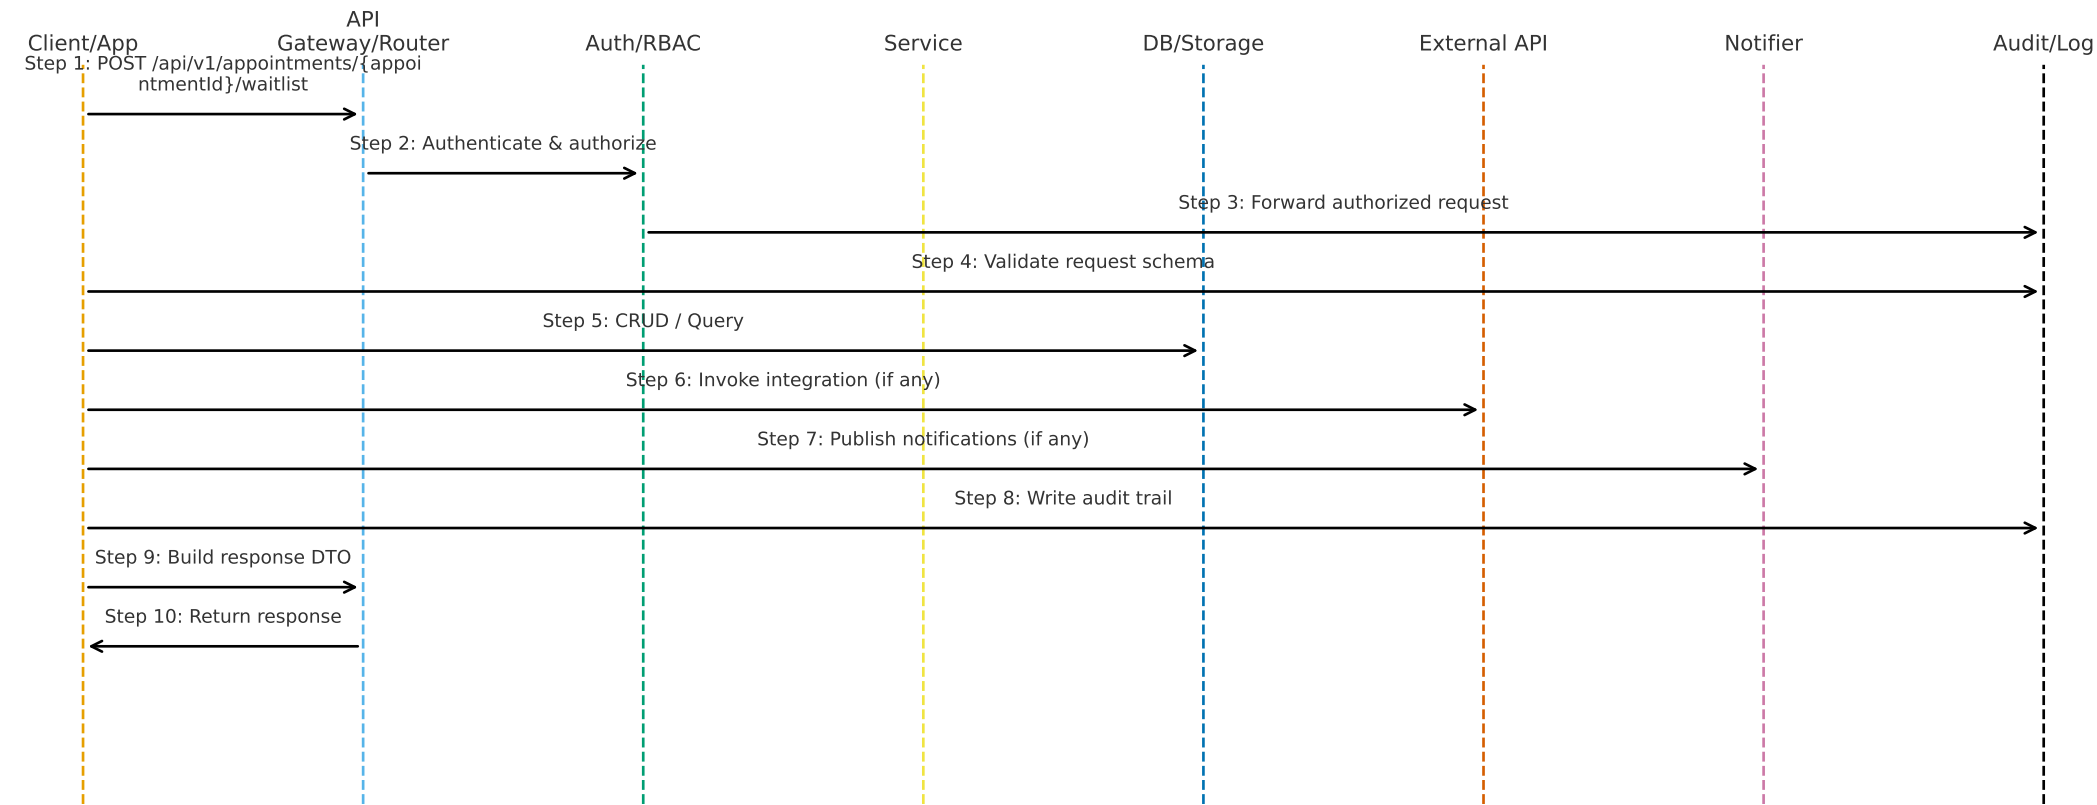 API
Client/App Gateway/Router Auth/RBAC Service DB/Storage External API Notifier Audit/Log
Step 1: POST /api/v1/appointments/{appoi
ntmentId}/waitlist
Step 2: Authenticate & authorize
Step 3: Forward authorized request
Step 4: Validate request schema
Step 5: CRUD / Query
Step 6: Invoke integration (if any)
Step 7: Publish notifications (if any)
Step 8: Write audit trail
Step 9: Build response DTO
Step 10: Return response